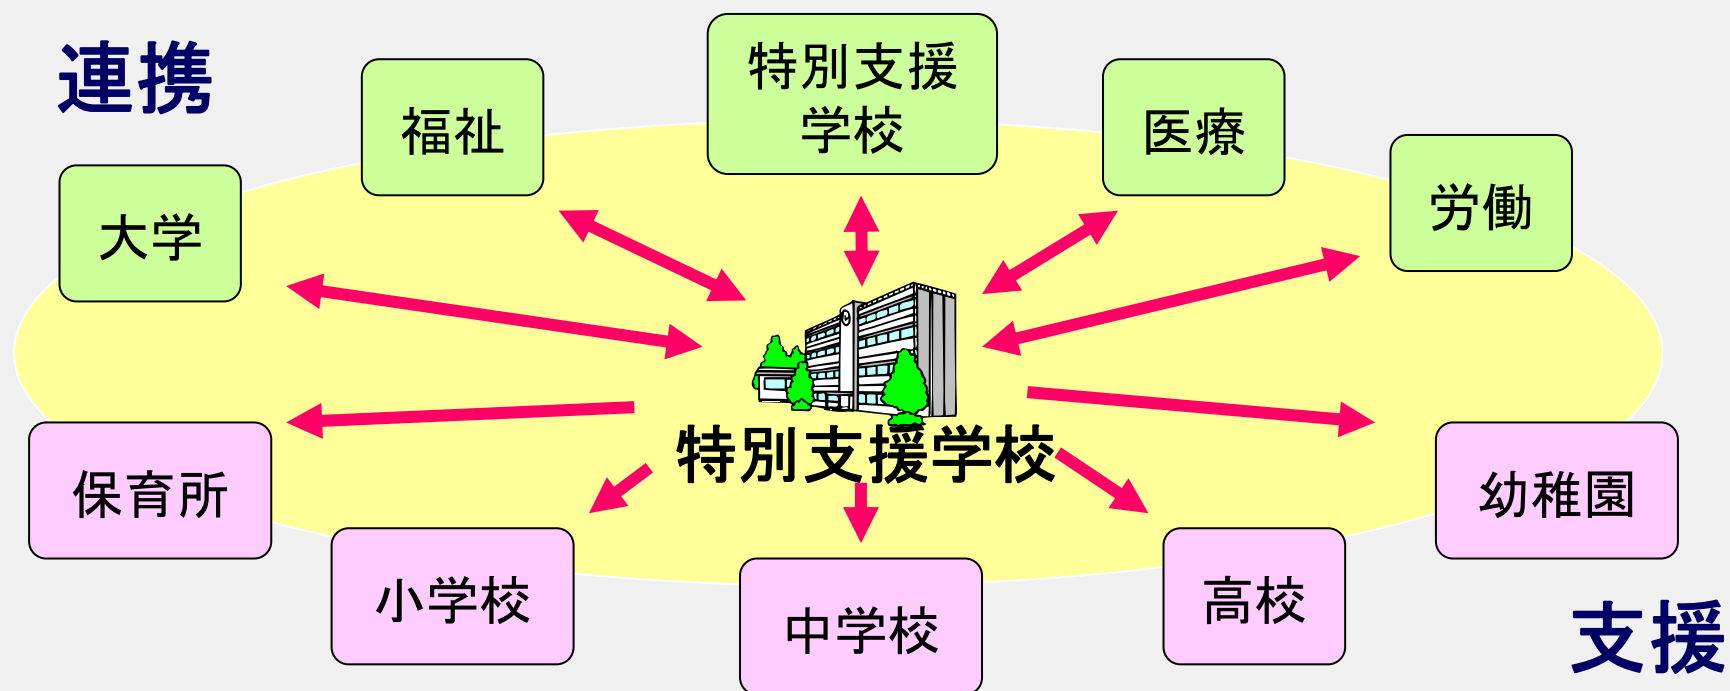 連携
福祉
特別支援
学校
医療
労働
大学
特別支援学校
保育所
小学校
中学校
高校
幼稚園
支援